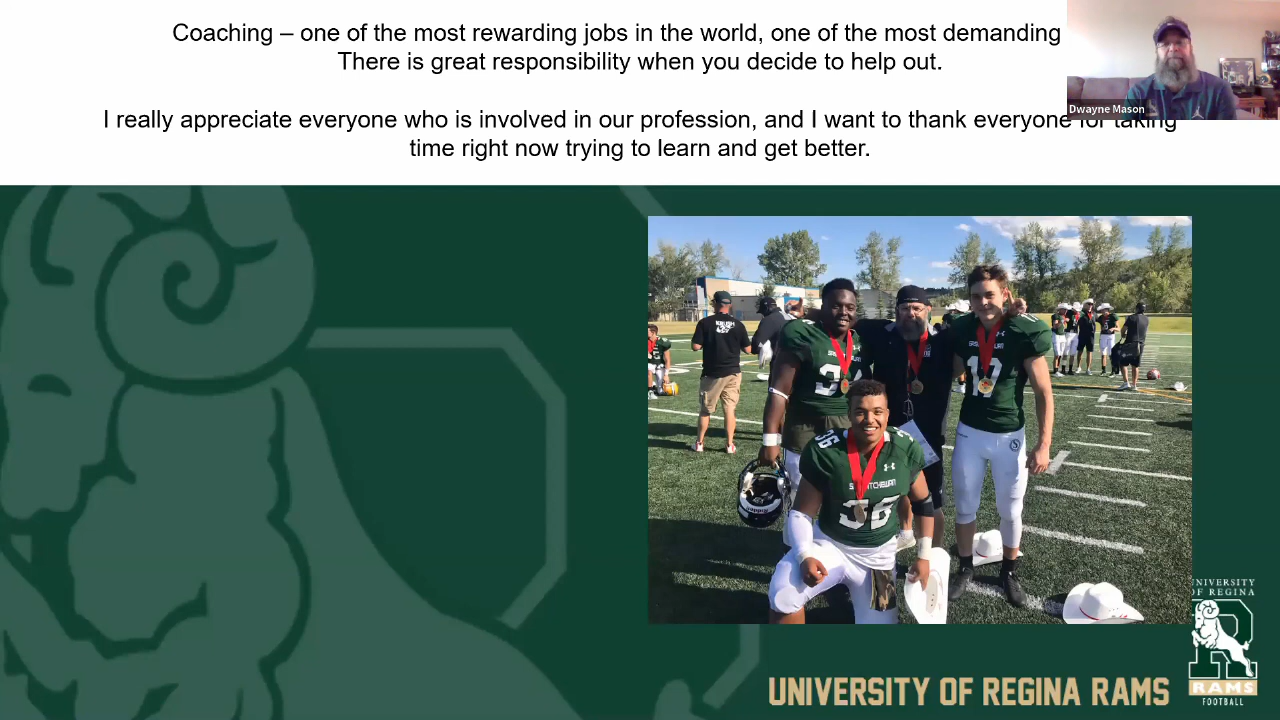 Coaching – one of the most rewarding jobs in the world, one of the most demanding
There is great responsibility when you decide to help out.
I really appreciate everyone who is involved in our profession, and I want to thank everyone for taking
time right now trying to learn and get better.
Dwayne Mason
SASKATCHEWAN
36
12
UNIVERSITY
OF REGINA
RAMS
FOOTBALL
UNIVERSITY OF REGINA RAMS